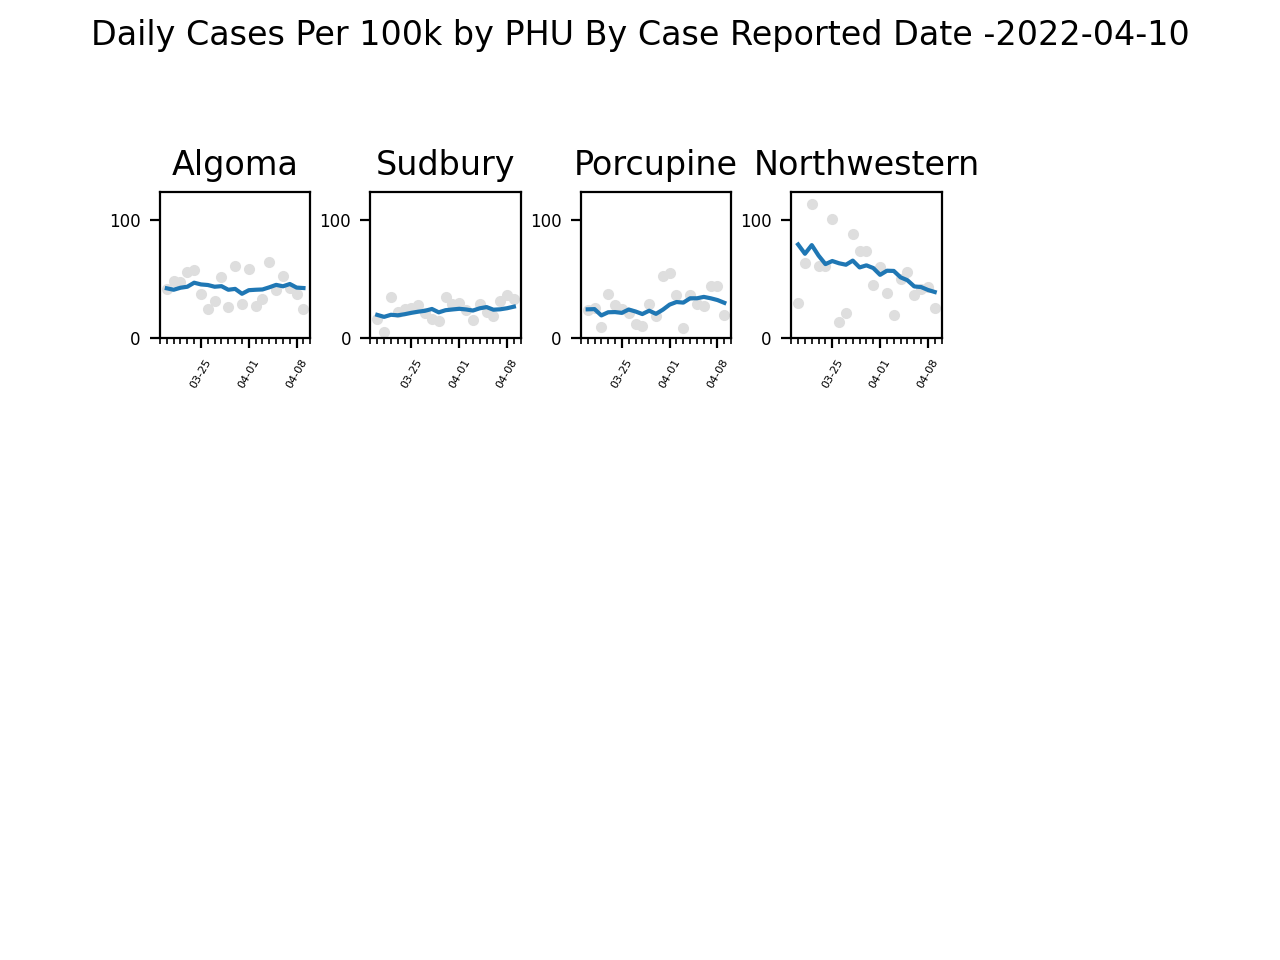 Daily Cases Per 100k by PHU By Case Reported Date -2022-04-10
Algoma Sudbury Porcupine Northwestern
100 100 100 100
0 0 0 0
03-25 04-01 04-08 03-25 04-01 04-08 03-25 04-01 04-08 03-25 04-01 04-08